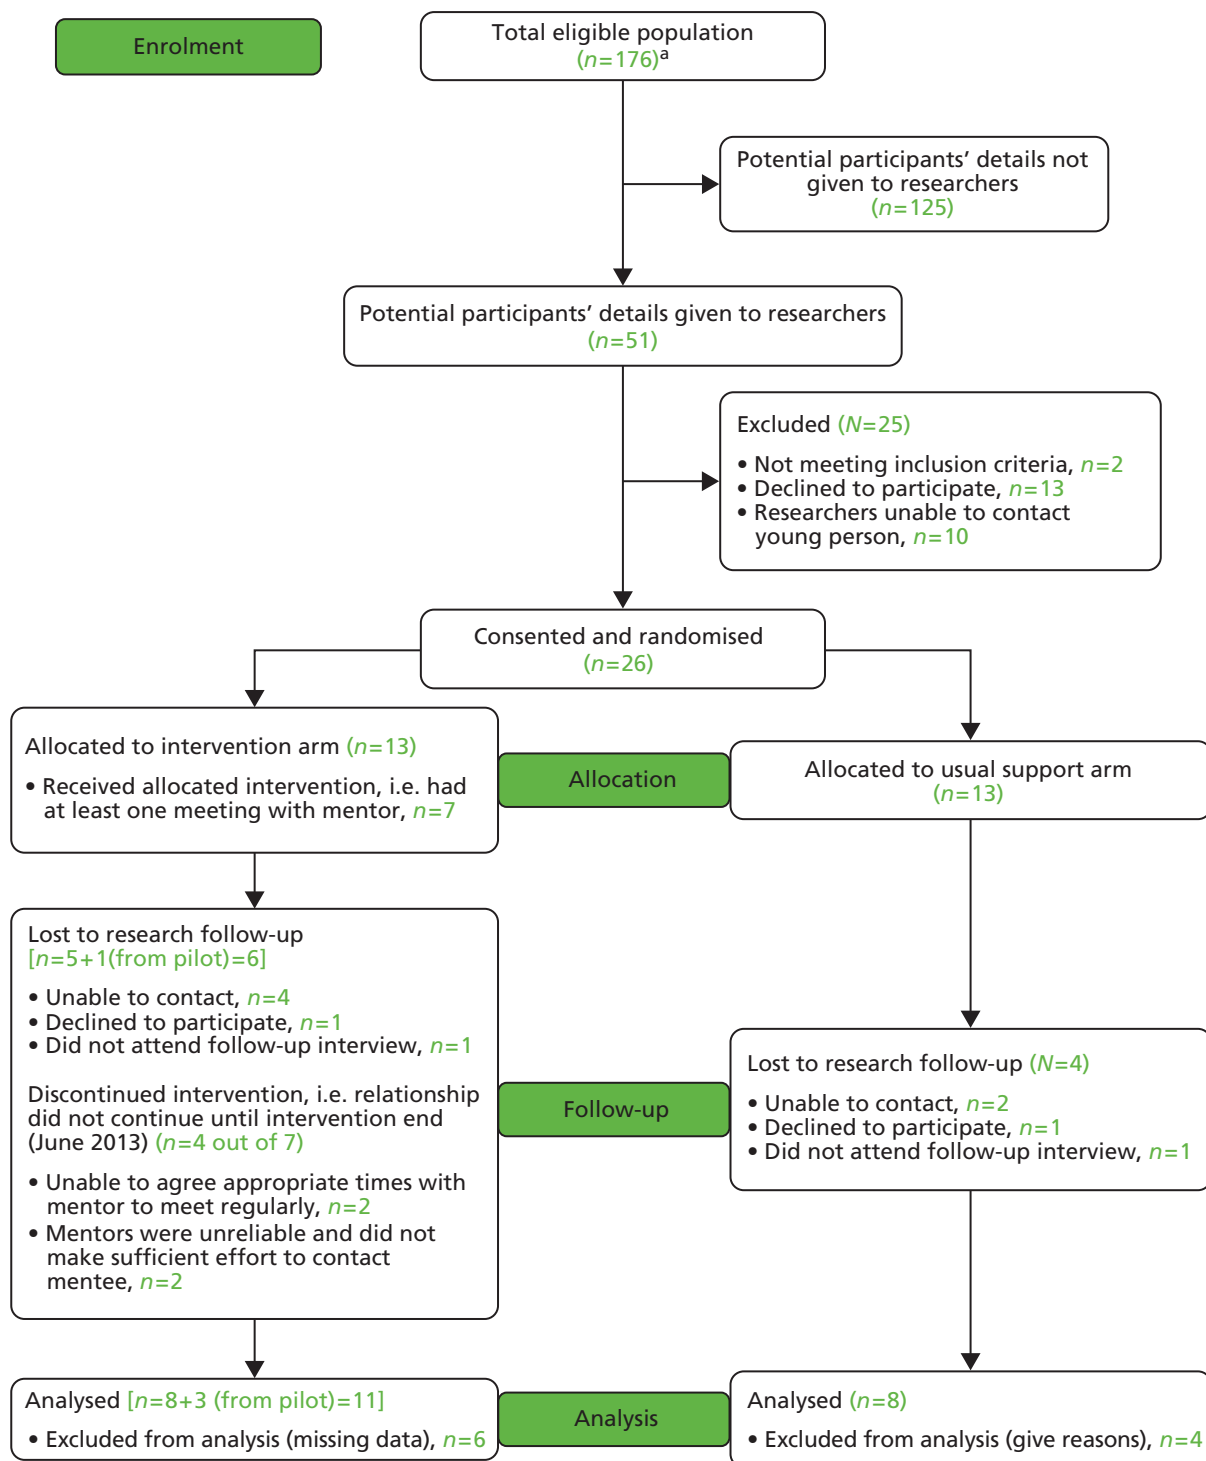 Enrolment
Total eligible population
(n=176)a
Potential participants’ details not
given to researchers
(n=125)
Potential participants’ details given to researchers
(n=51)
Excluded (N=25)
• Not meeting inclusion criteria, n=2
• Declined to participate, n=13
• Researchers unable to contact
young person, n=10
Consented and randomised
(n=26)
Allocated to intervention arm (n=13)
• Received allocated intervention, i.e. had
at least one meeting with mentor, n=7
Allocation
Allocated to usual support arm
(n=13)
Lost to research follow-up
[n=5+1(from pilot)=6]
• Unable to contact, n=4
• Declined to participate, n=1
• Did not attend follow-up interview, n=1
Discontinued intervention, i.e. relationship
did not continue until intervention end
(June 2013) (n=4 out of 7)
• Unable to agree appropriate times with
mentor to meet regularly, n=2
• Mentors were unreliable and did not
make sufficient effort to contact
mentee, n=2
Follow-up
Lost to research follow-up (N=4)
• Unable to contact, n=2
• Declined to participate, n=1
• Did not attend follow-up interview, n=1
Analysed [n=8+3 (from pilot)=11]
• Excluded from analysis (missing data), n=6
Analysis
Analysed (n=8)
• Excluded from analysis (give reasons), n=4